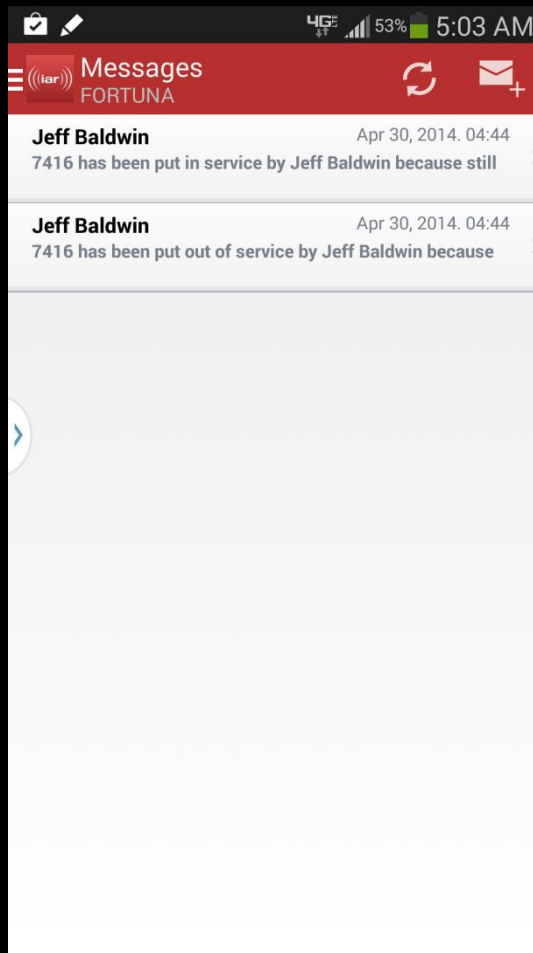 4G LTE 53% 5:03 AM
(((iar))) Messages
FORTUNA
Jeff Baldwin Apr 30, 2014. 04:44
7416 has been put in service by Jeff Baldwin because still
Jeff Baldwin Apr 30, 2014. 04:44
7416 has been put out of service by Jeff Baldwin because